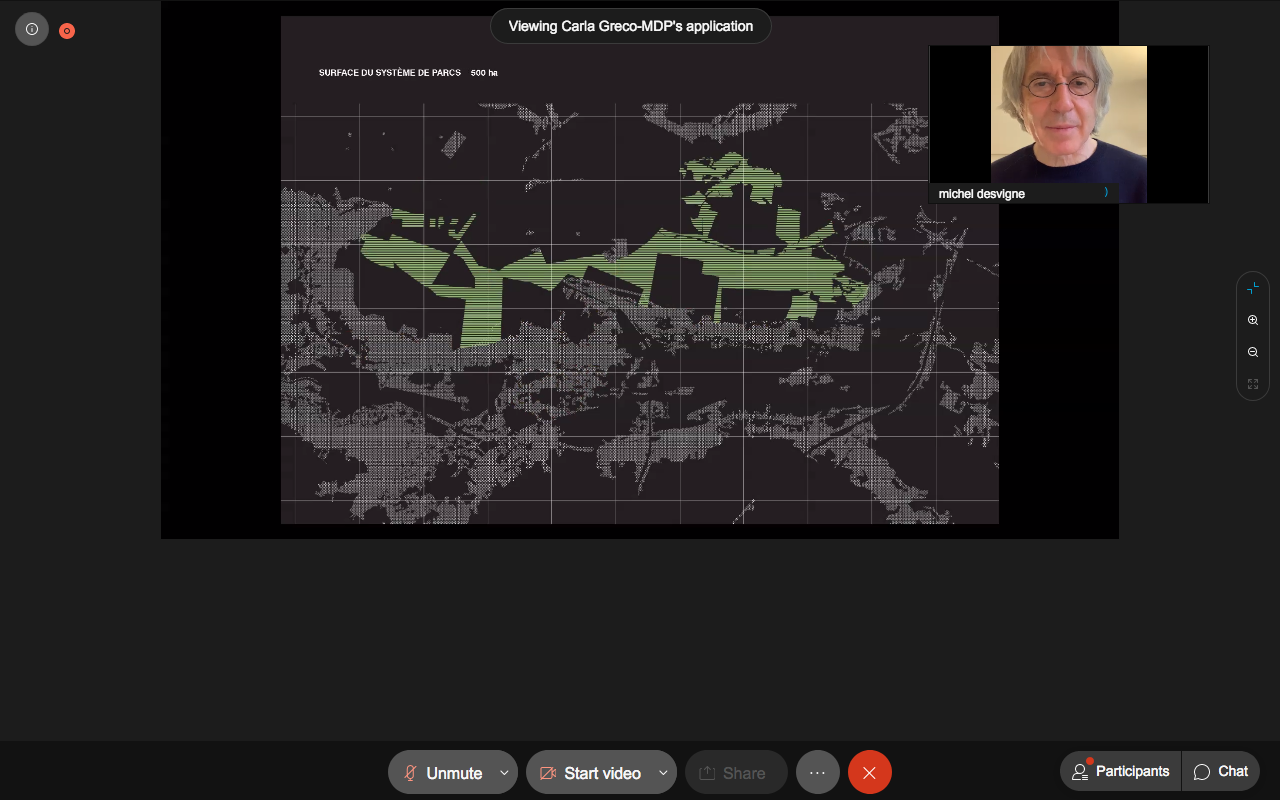 Viewing Carla Greco-MDP's application
SURFACE DU SYSTÈME DE PARCS 500 ha
michel desvigne
Unmute
Start video
Share
Participants
Chat